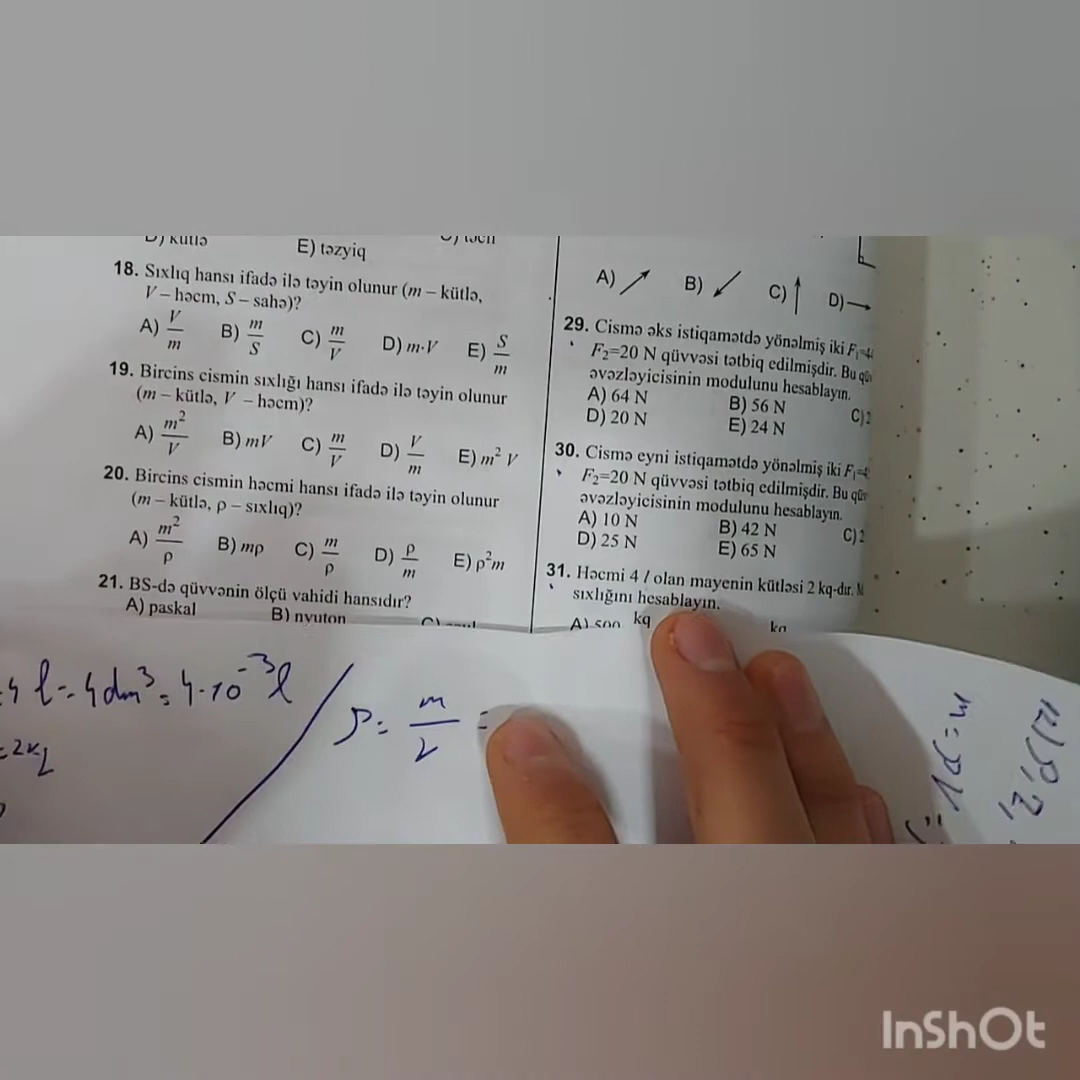 E) təzyiq
18. Sıxlıq hansı ifadə ilə təyin olunur (m – kütlə,
V – həcm, S – sahə)?
A) V/m B) m/S C) m/V D) m·V E) S/m
19. Bircins cismin sıxlığı hansı ifadə ilə təyin olunur
(m – kütlə, V – həcm)?
A) m²/V B) mV C) m/V D) V/m E) m² V
20. Bircins cismin həcmi hansı ifadə ilə təyin olunur
(m – kütlə, ρ – sıxlıq)?
A) m²/ρ B) mρ C) m/ρ D) ρ/m E) ρ²m
21. BS-də qüvvənin ölçü vahidi hansıdır?
A) paskal B) nyuton
A) B) C) D)
29. Cismə əks istiqamətdə yönəlmiş iki
F₂=20 N qüvvəsi tətbiq edilmişdir. Bu
əvəzləyicisinin modulunu hesablayın.
A) 64 N B) 56 N
D) 20 N E) 24 N
30. Cismə eyni istiqamətdə yönəlmiş iki
F₂=20 N qüvvəsi tətbiq edilmişdir. Bu
əvəzləyicisinin modulunu hesablayın.
A) 10 N B) 42 N
D) 25 N E) 65 N
31. Həcmi 4 l olan mayenin kütləsi 2 kq-dır.
sıxlığını hesablayın.
A) 500 kq
4 l = 4 dm³ = 4·10⁻³ l
= 2 kq
ρ = m/V =
m = ρV =
InShOt